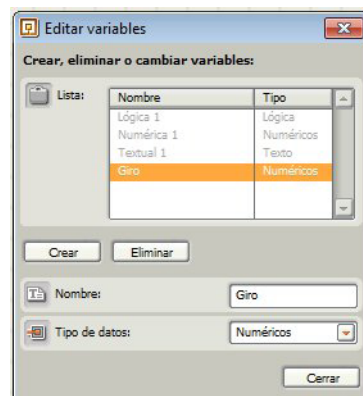 Editar variables
Crear, eliminar o cambiar variables:
Lista:
Nombre Tipo
Lógica 1 Lógica
Numérica 1 Numéricos
Textual 1 Texto
Giro Numéricos
Crear Eliminar
Nombre: Giro
Tipo de datos: Numéricos
Cerrar